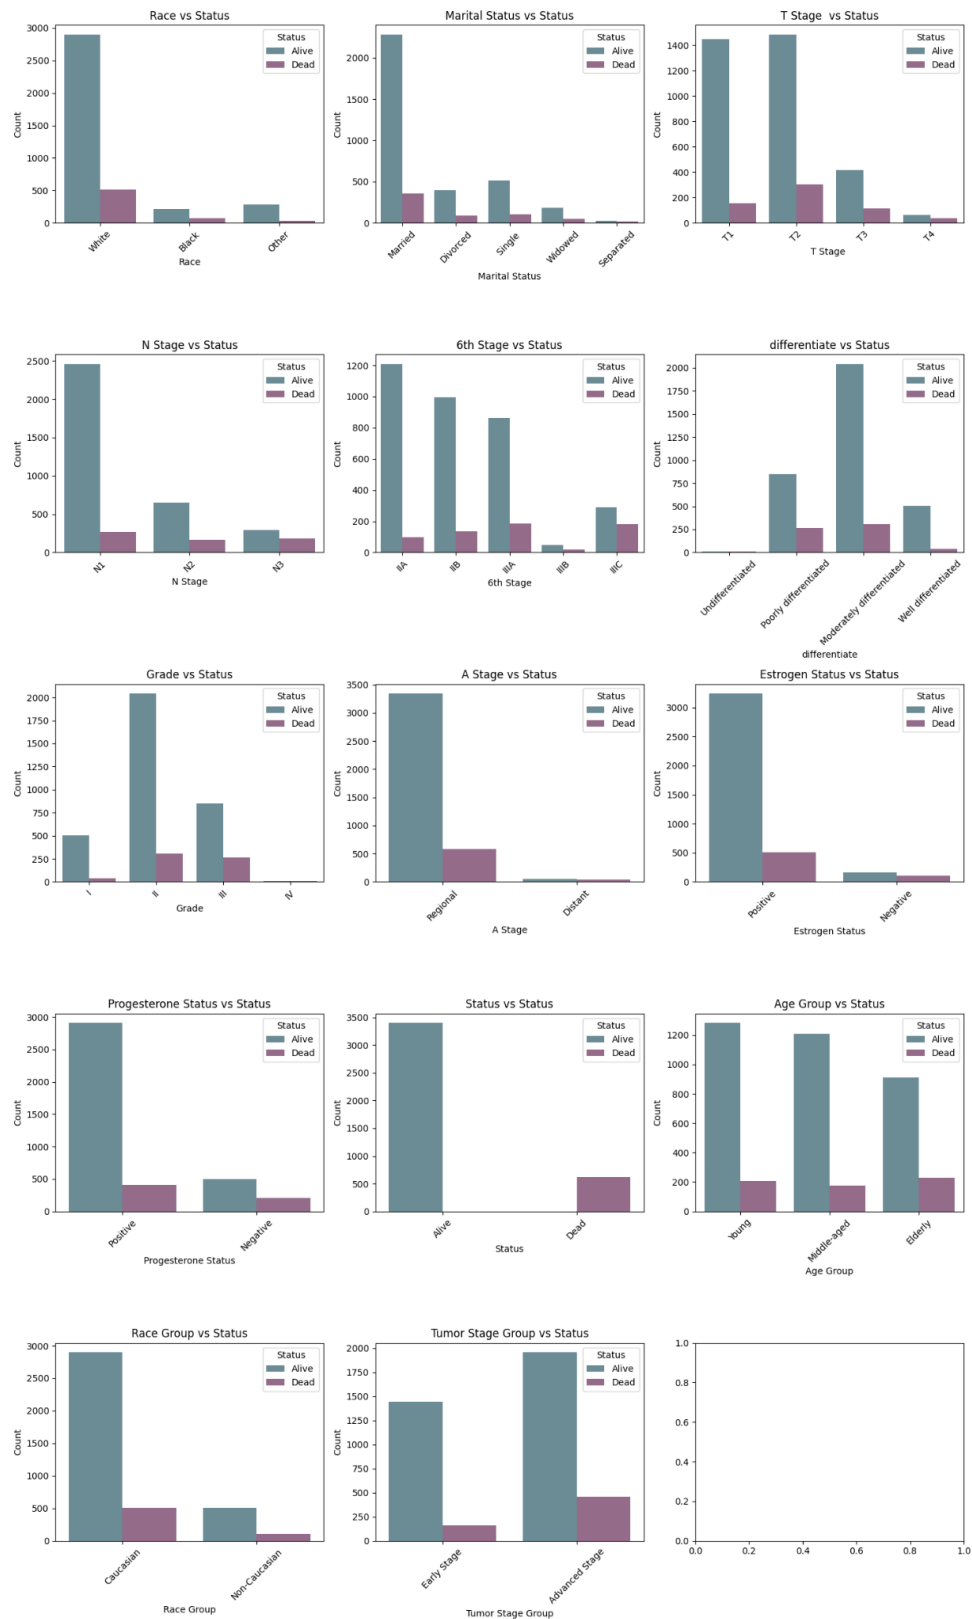 Race vs Status
Count
3000
2500
2000
1500
1000
500
0
Status
Alive
Dead
White
Black
Other
Race
Marital Status vs Status
Count
2000
1500
1000
500
0
Status
Alive
Dead
Married
Divorced
Single
Widowed
Separated
Marital Status
T Stage  vs Status
Count
1400
1200
1000
800
600
400
200
0
Status
Alive
Dead
T1
T2
T3
T4
T Stage
N Stage vs Status
Count
2500
2000
1500
1000
500
0
Status
Alive
Dead
N1
N2
N3
N Stage
6th Stage vs Status
Count
1200
1000
800
600
400
200
0
Status
Alive
Dead
IIA
IIB
IIIA
IIIB
IIIC
6th Stage
differentiate vs Status
Count
2000
1750
1500
1250
1000
750
500
250
0
Status
Alive
Dead
Undifferentiated
Poorly differentiated
Moderately differentiated
Well differentiated
differentiate
Grade vs Status
Count
2000
1750
1500
1250
1000
750
500
250
0
Status
Alive
Dead
I
II
III
IV
Grade
A Stage vs Status
Count
3500
3000
2500
2000
1500
1000
500
0
Status
Alive
Dead
Regional
Distant
A Stage
Estrogen Status vs Status
Count
3000
2500
2000
1500
1000
500
0
Status
Alive
Dead
Positive
Negative
Estrogen Status
Progesterone Status vs Status
Count
3000
2500
2000
1500
1000
500
0
Status
Alive
Dead
Positive
Negative
Progesterone Status
Status vs Status
Count
3500
3000
2500
2000
1500
1000
500
0
Status
Alive
Dead
Alive
Dead
Status
Age Group vs Status
Count
1200
1000
800
600
400
200
0
Status
Alive
Dead
Young
Middle-aged
Elderly
Age Group
Race Group vs Status
Count
3000
2500
2000
1500
1000
500
0
Status
Alive
Dead
Caucasian
Non-Caucasian
Race Group
Tumor Stage Group vs Status
Count
2000
1750
1500
1250
1000
750
500
250
0
Status
Alive
Dead
Early Stage
Advanced Stage
Tumor Stage Group
1.0
0.8
0.6
0.4
0.2
0.0
0.0
0.2
0.4
0.6
0.8
1.0